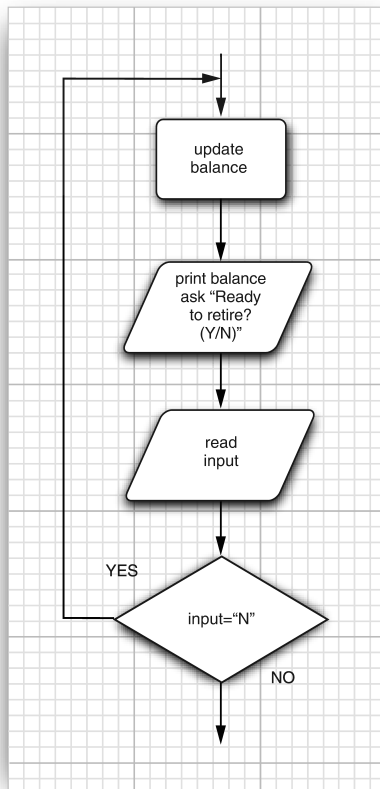 update
balance
print balance
ask “Ready
to retire?
(Y/N)”
read
input
YES
input=“N”
NO